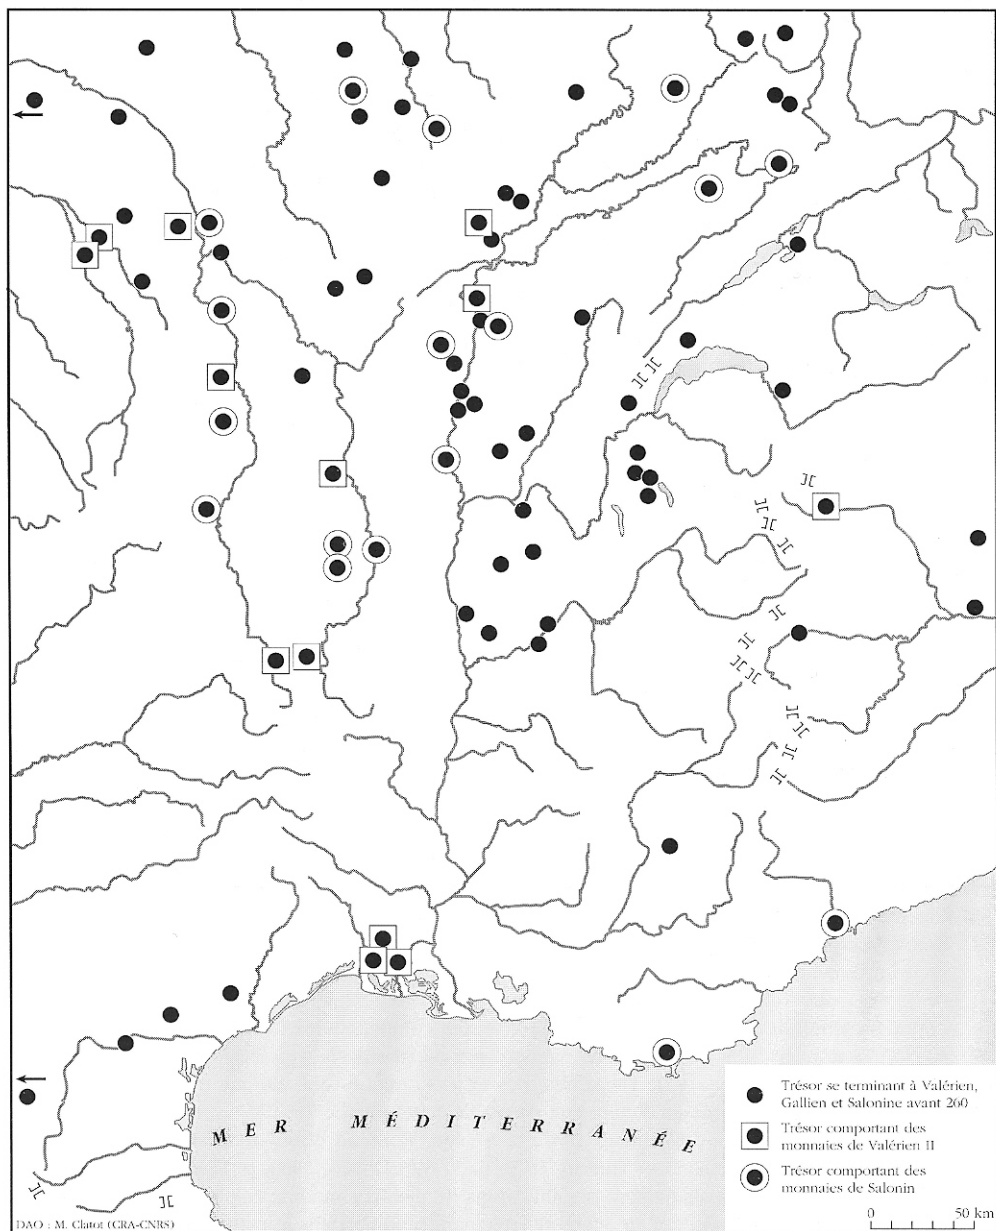 MER MÉDITERRANÉE
Trésor se terminant à Valérien,
Gallien et Salonine avant 260
Trésor comportant des
monnaies de Valérien II
Trésor comportant des
monnaies de Salonin
0 50 km
DAO : M. Clatot (CRA-CNRS)